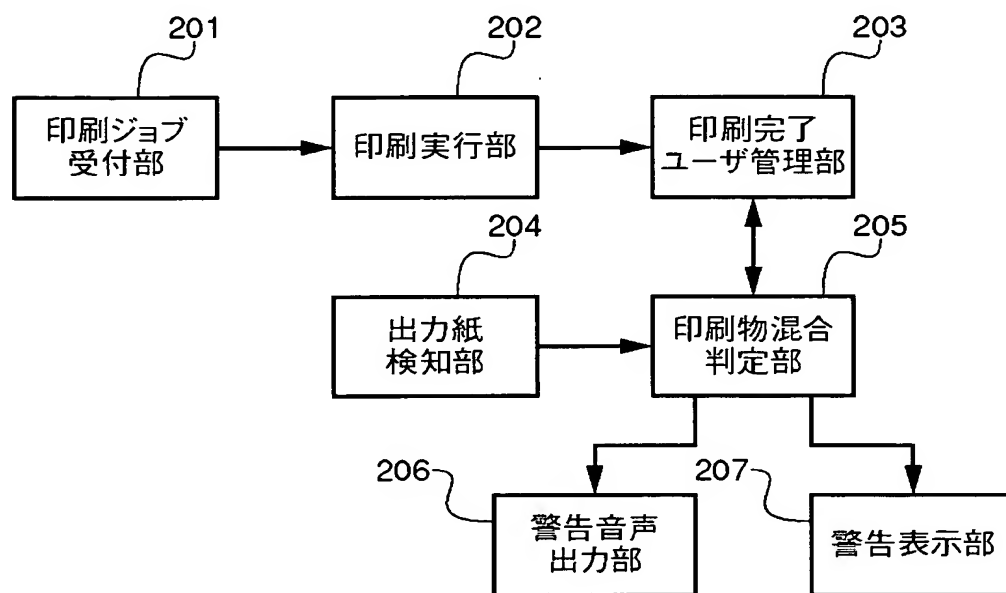 201
202
203
印刷ジョブ
受付部
印刷実行部
印刷完了
ユーザ管理部
204
205
出力紙
検知部
印刷物混合
判定部
206
207
警告音声
出力部
警告表示部